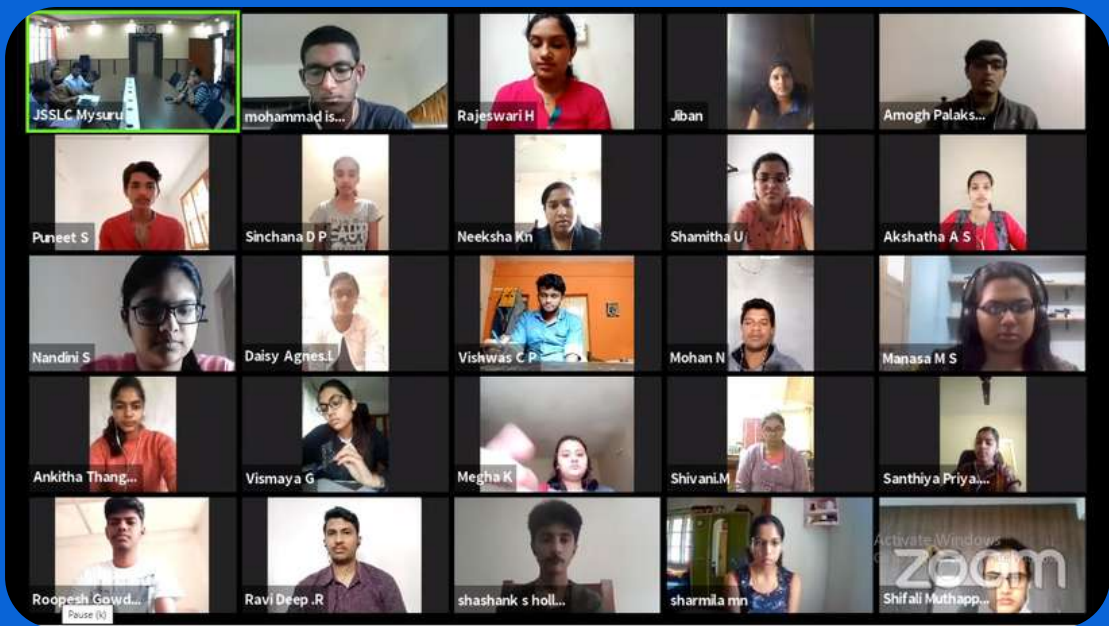 JSSLC Mysuru
mohammad is...
Rajeswari H
Jiban
Amogh Palaks...
Puneet S
Sinchana D P
Neeksha Kn
Shamitha U
Akshatha A S
Nandini S
Daisy Agnes.L
Vishwas C P
Mohan N
Manasa M S
Ankitha Thang...
Vismaya G
Megha K
Shivani.M
Santhiya Priya....
Activate Windows
zoom
Roopesh Gowd...
Ravi Deep .R
shashank s holl...
sharmila mn
Shifali Muthapp...
Pause (k)